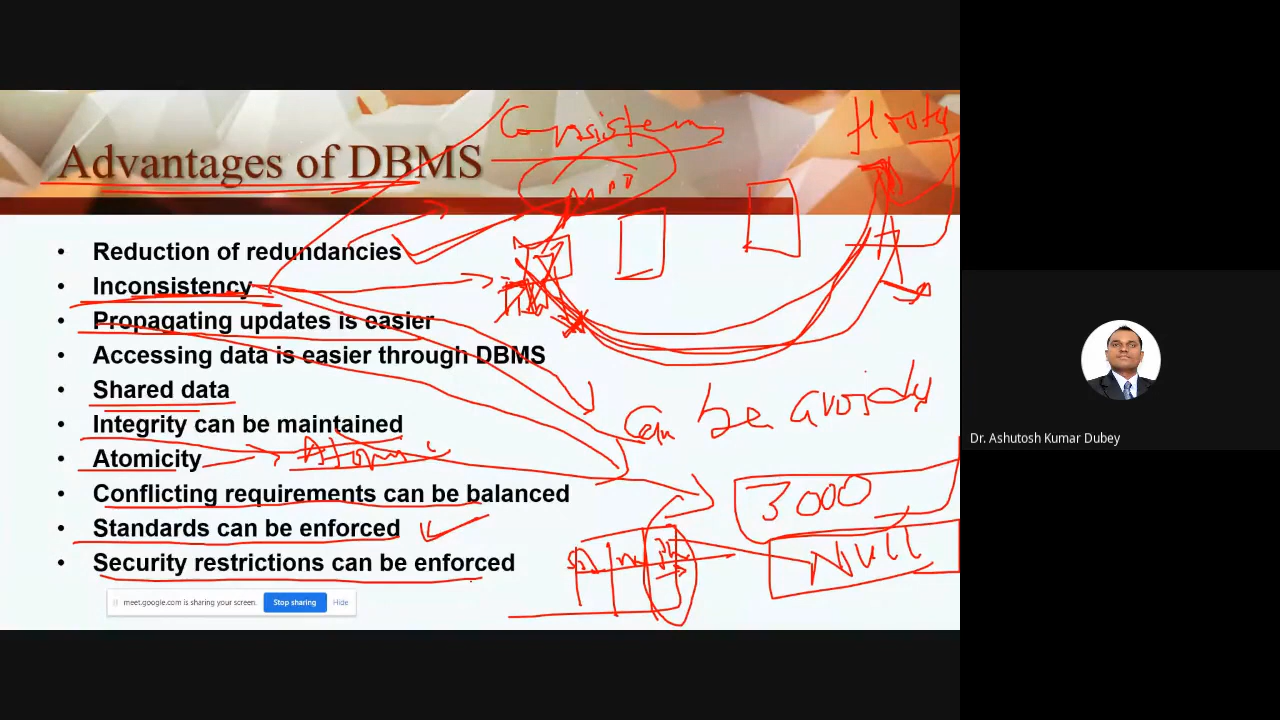 Advantages of DBMS
• Reduction of redundancies
• Inconsistency
• Propagating updates is easier
• Accessing data is easier through DBMS
• Shared data
• Integrity can be maintained
• Atomicity
• Conflicting requirements can be balanced
• Standards can be enforced
• Security restrictions can be enforced
can be avoided
3000
NULL
meet.google.com is sharing your screen. Stop sharing Hide
Dr. Ashutosh Kumar Dubey